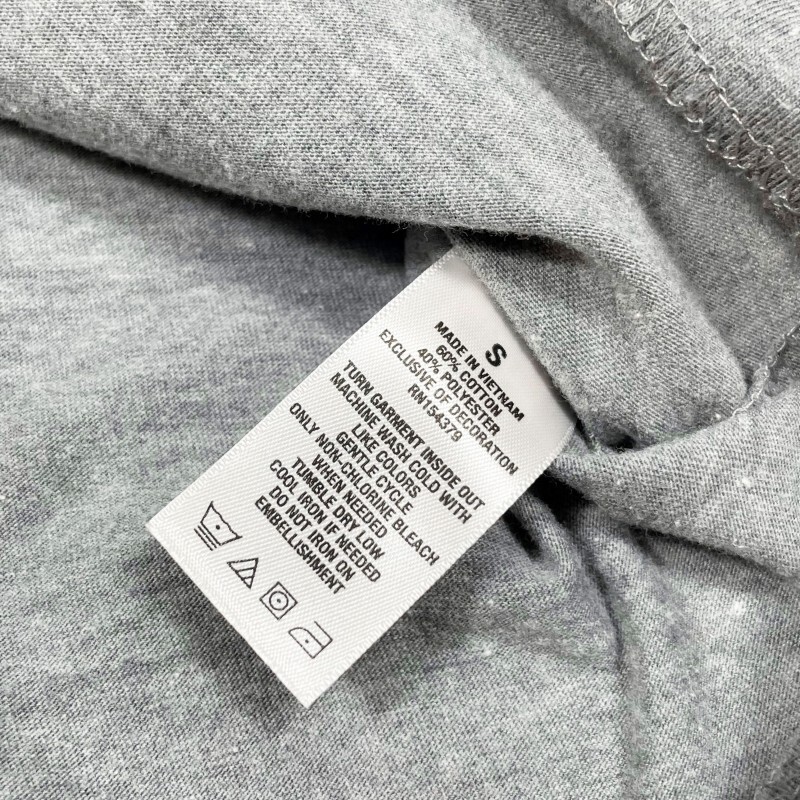 S
MADE IN VIETNAM
60% COTTON
40% POLYESTER
EXCLUSIVE OF DECORATION
RN154379
TURN GARMENT INSIDE OUT
MACHINE WASH COLD WITH
LIKE COLORS
GENTLE CYCLE
ONLY NON-CHLORINE BLEACH
WHEN NEEDED
TUMBLE DRY LOW
COOL IRON IF NEEDED
DO NOT IRON ON
EMBELLISHMENT